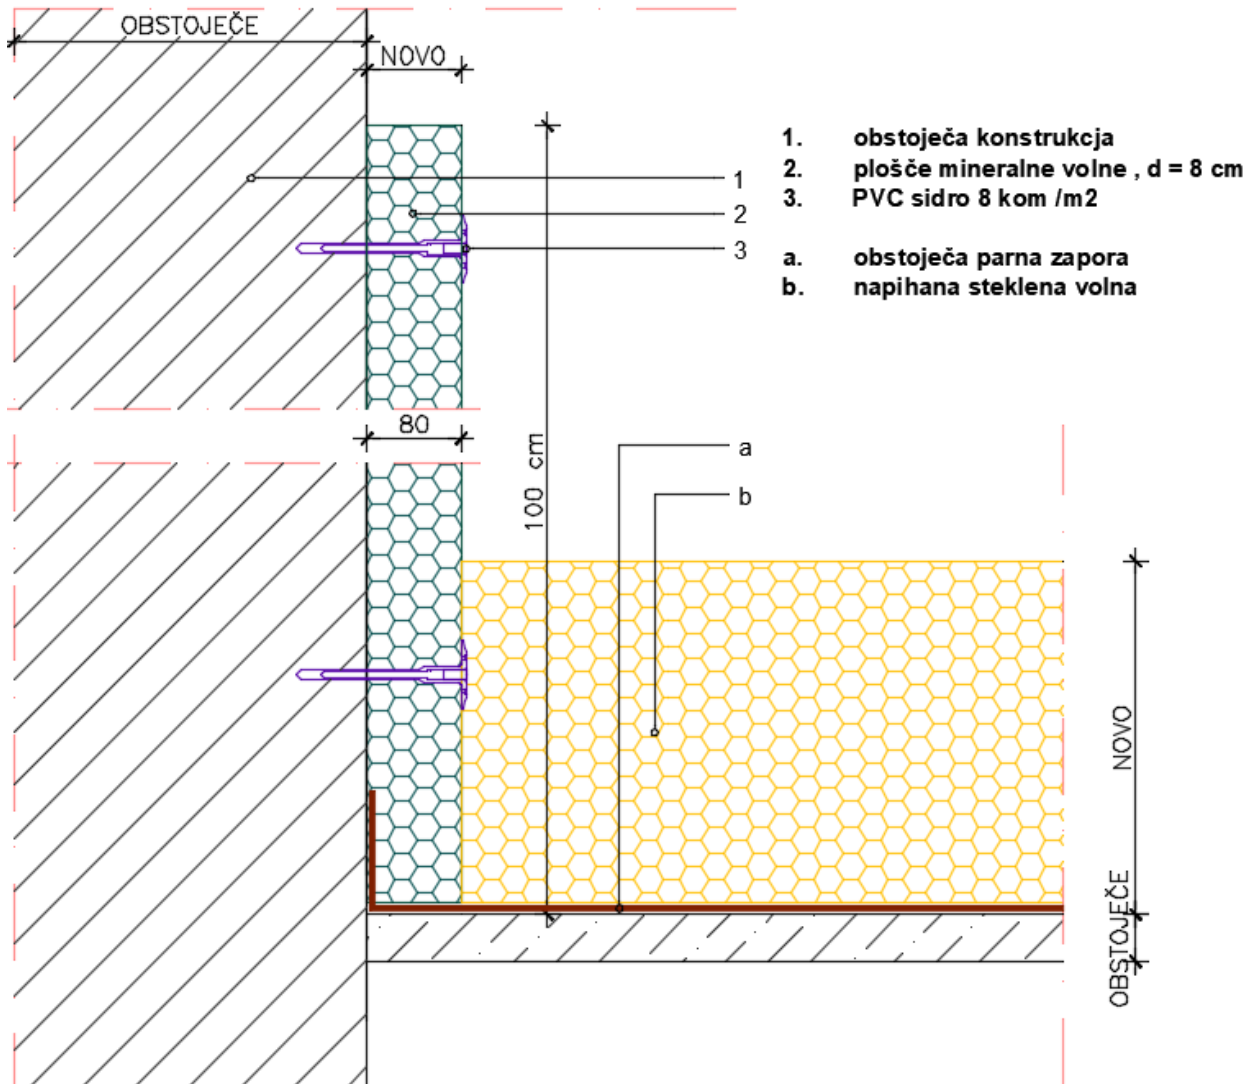 OBSTOJEČE
NOVO
1. obstoječa konstrukcja
2. plošče mineralne volne , d = 8 cm
3. PVC sidro 8 kom /m2
a. obstoječa parna zapora
b. napihana steklena volna
1
2
3
80
100 cm
a
b
NOVO
OBSTOJEČE